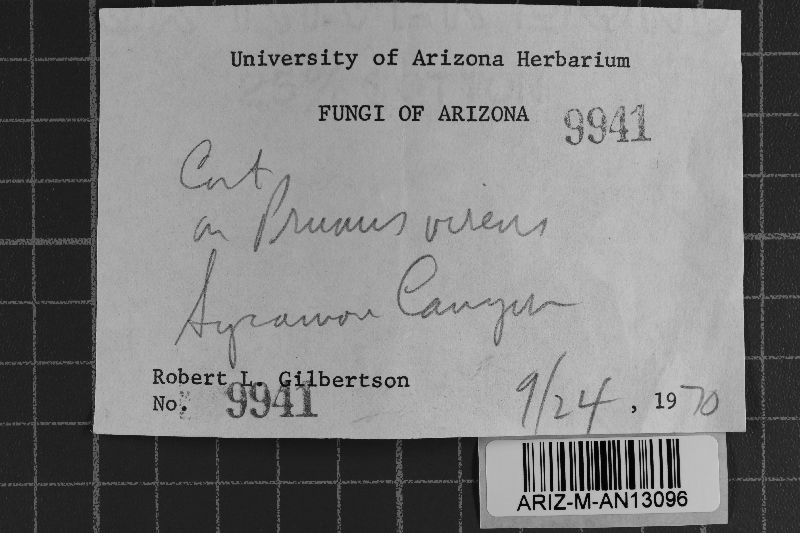 University of Arizona Herbarium
FUNGI OF ARIZONA
9941
Cort
on Prunus virens
Sycamore Canyon
Robert L. Gilbertson
No. 9941
9/24, 1970
ARIZ-M-AN13096